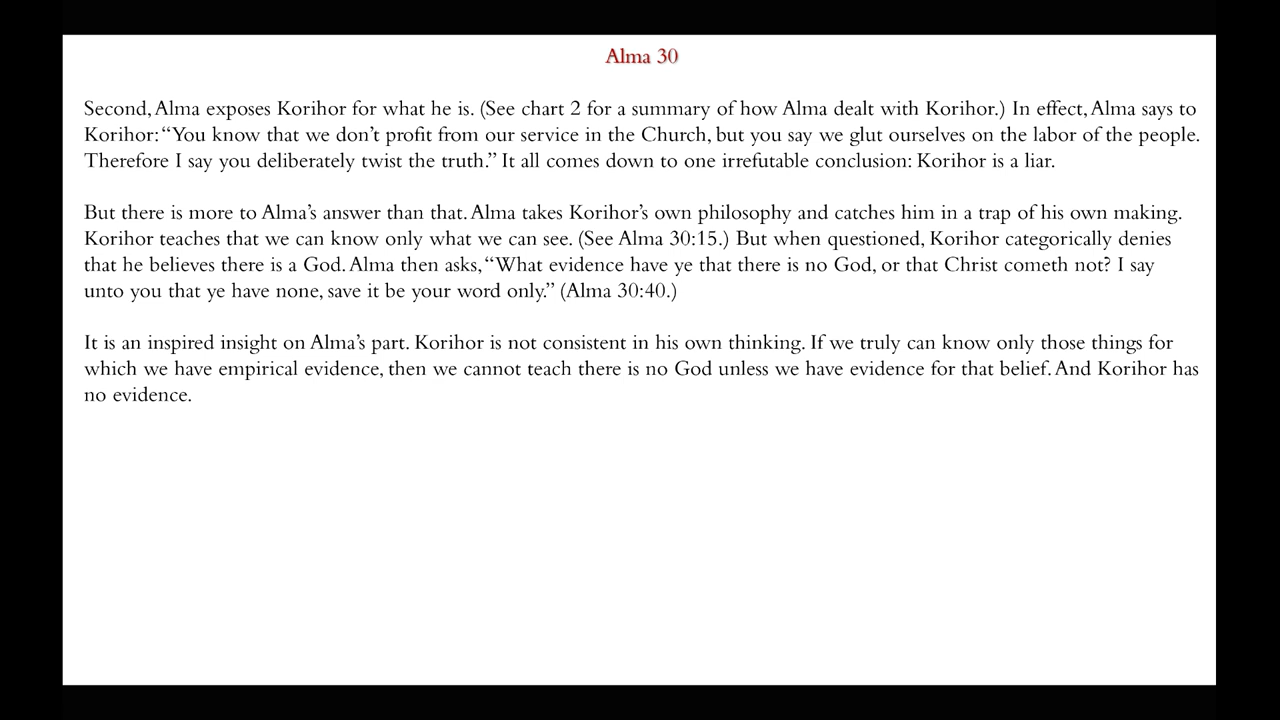 Alma 30
Second, Alma exposes Korihor for what he is. (See chart 2 for a summary of how Alma dealt with Korihor.) In effect, Alma says to
Korihor: “You know that we don’t profit from our service in the Church, but you say we glut ourselves on the labor of the people.
Therefore I say you deliberately twist the truth.” It all comes down to one irrefutable conclusion: Korihor is a liar.
But there is more to Alma’s answer than that. Alma takes Korihor’s own philosophy and catches him in a trap of his own making.
Korihor teaches that we can know only what we can see. (See Alma 30:15.) But when questioned, Korihor categorically denies
that he believes there is a God. Alma then asks, “What evidence have ye that there is no God, or that Christ cometh not? I say
unto you that ye have none, save it be your word only.” (Alma 30:40.)
It is an inspired insight on Alma’s part. Korihor is not consistent in his own thinking. If we truly can know only those things for
which we have empirical evidence, then we cannot teach there is no God unless we have evidence for that belief. And Korihor has
no evidence.